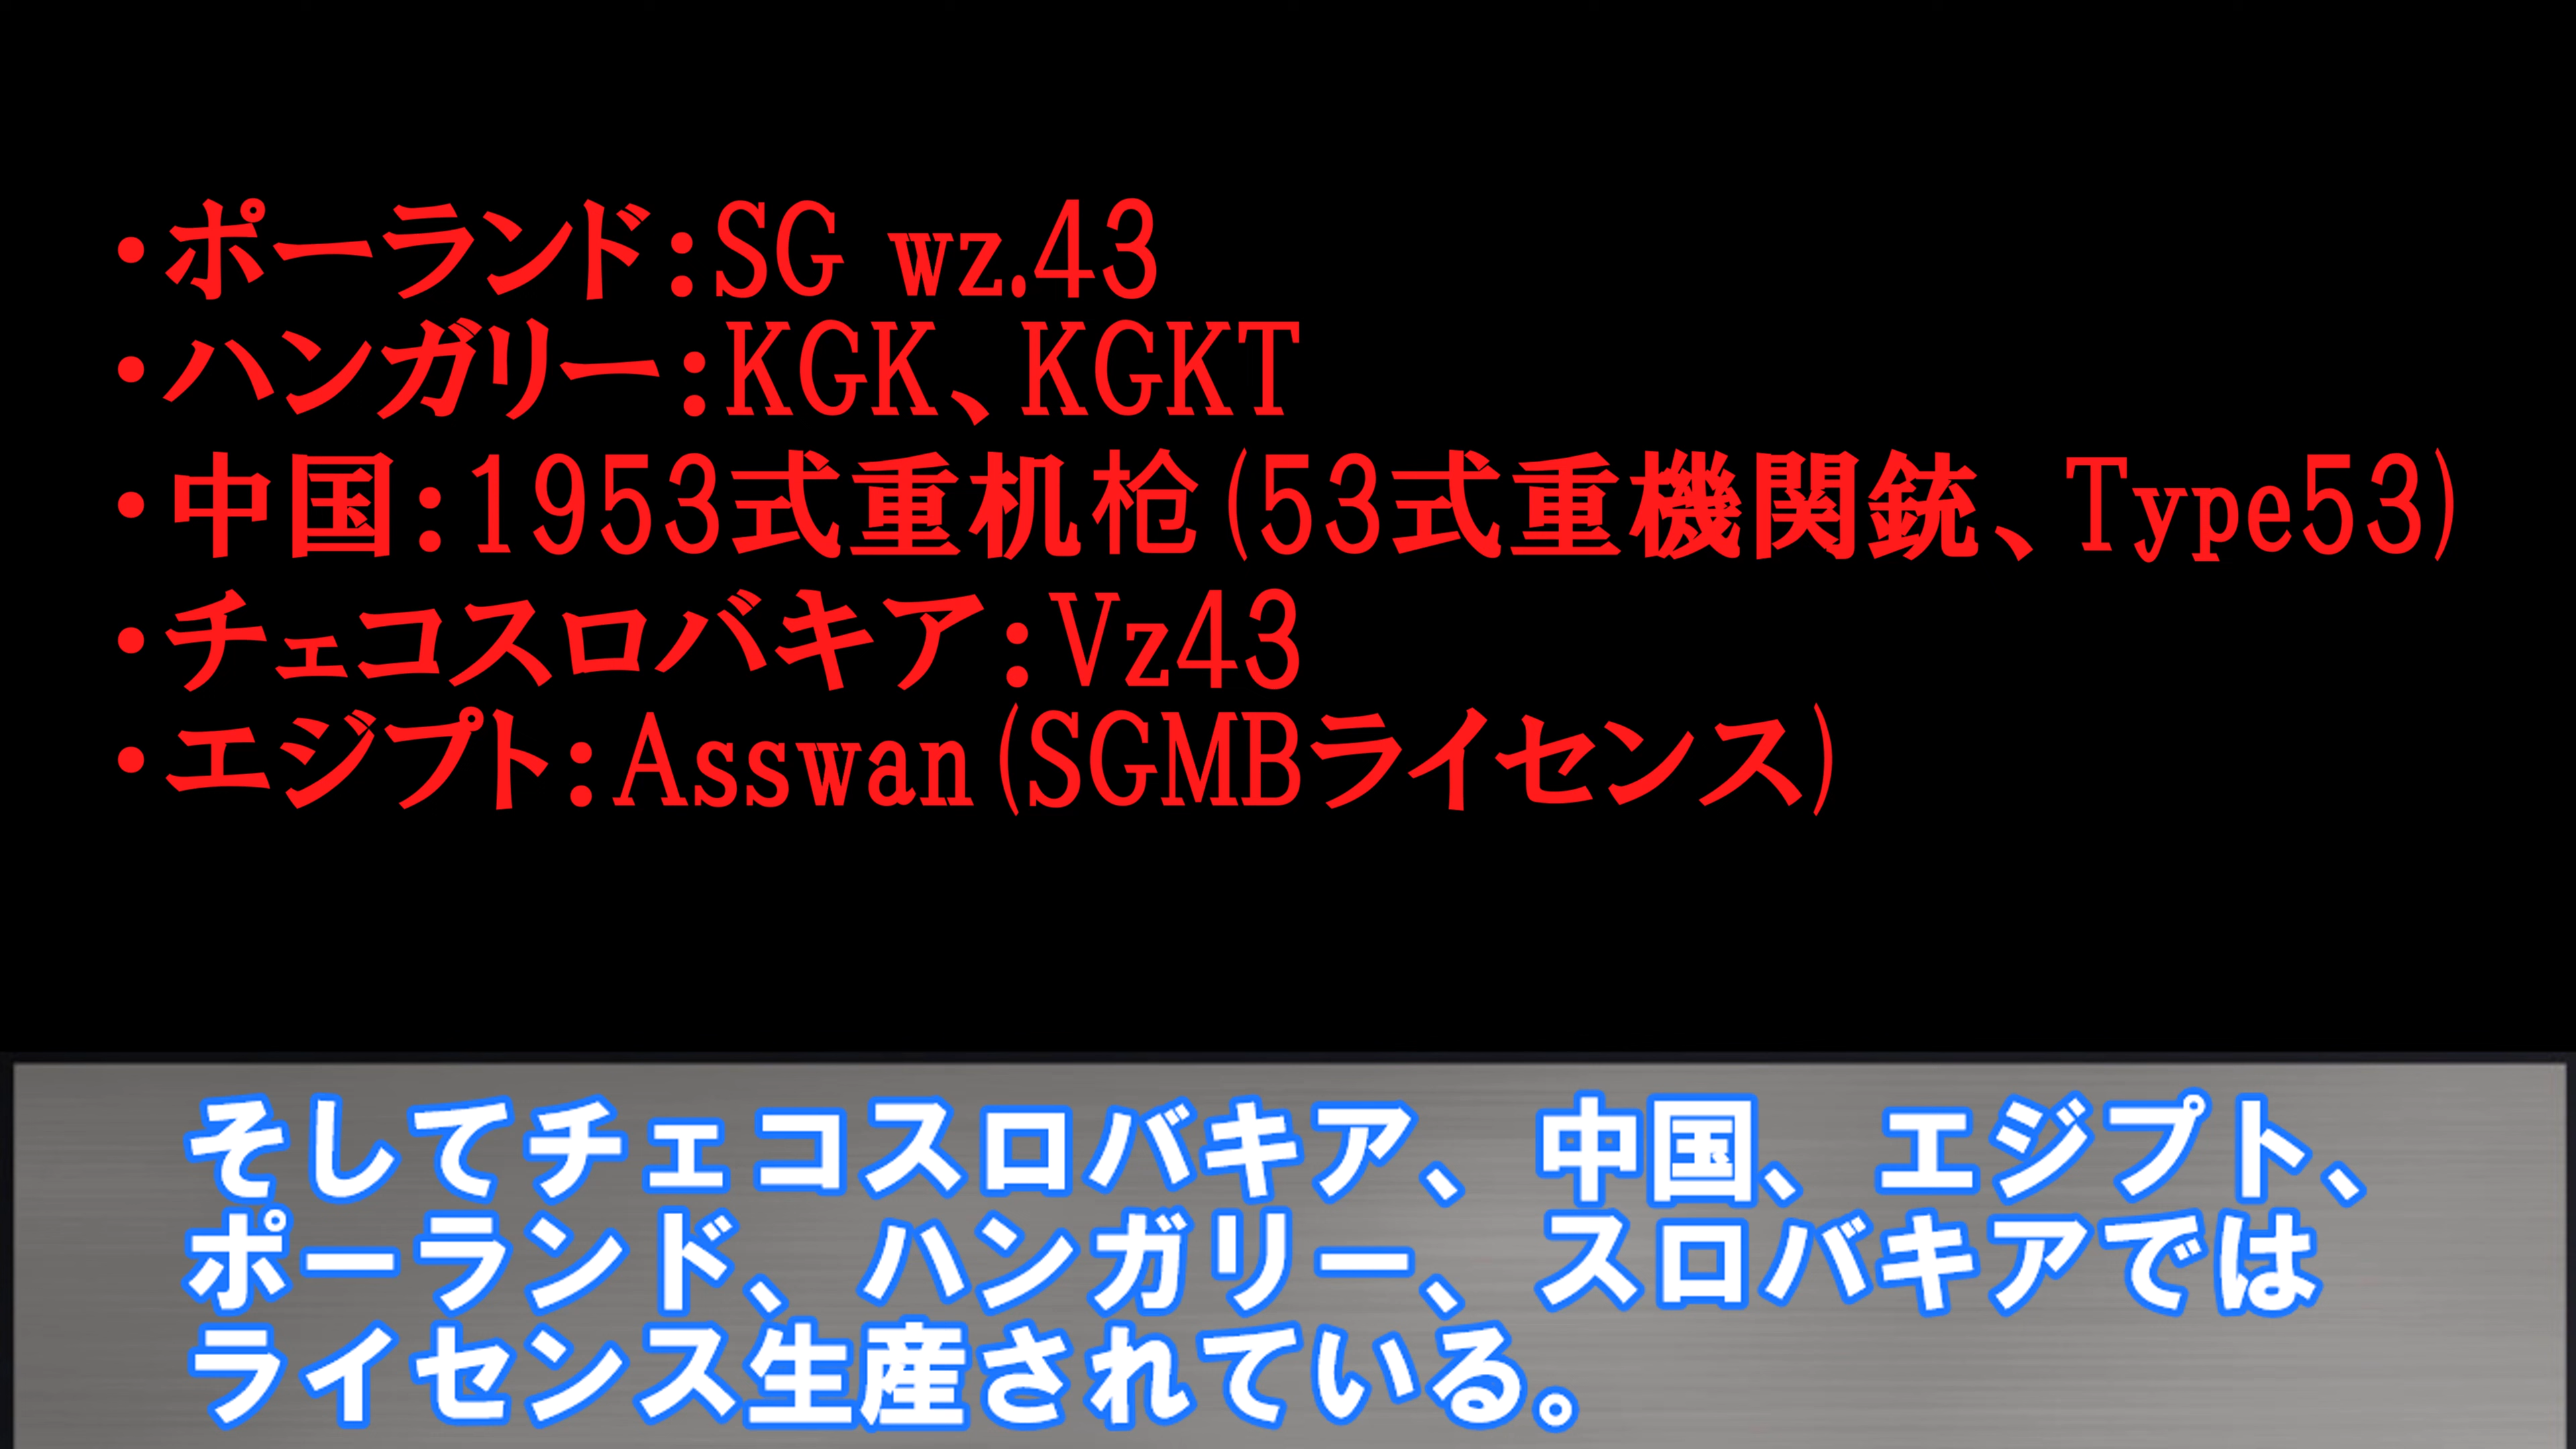 ・ポーランド:SG wz.43
・ハンガリー:KGK、KGKT
・中国:1953式重机枪(53式重機関銃、Type53)
・チェコスロバキア:Vz43
・エジプト:Asswan(SGMBライセンス)
そしてチェコスロバキア、中国、エジプト、
ポーランド、ハンガリー、スロバキアでは
ライセンス生産されている。